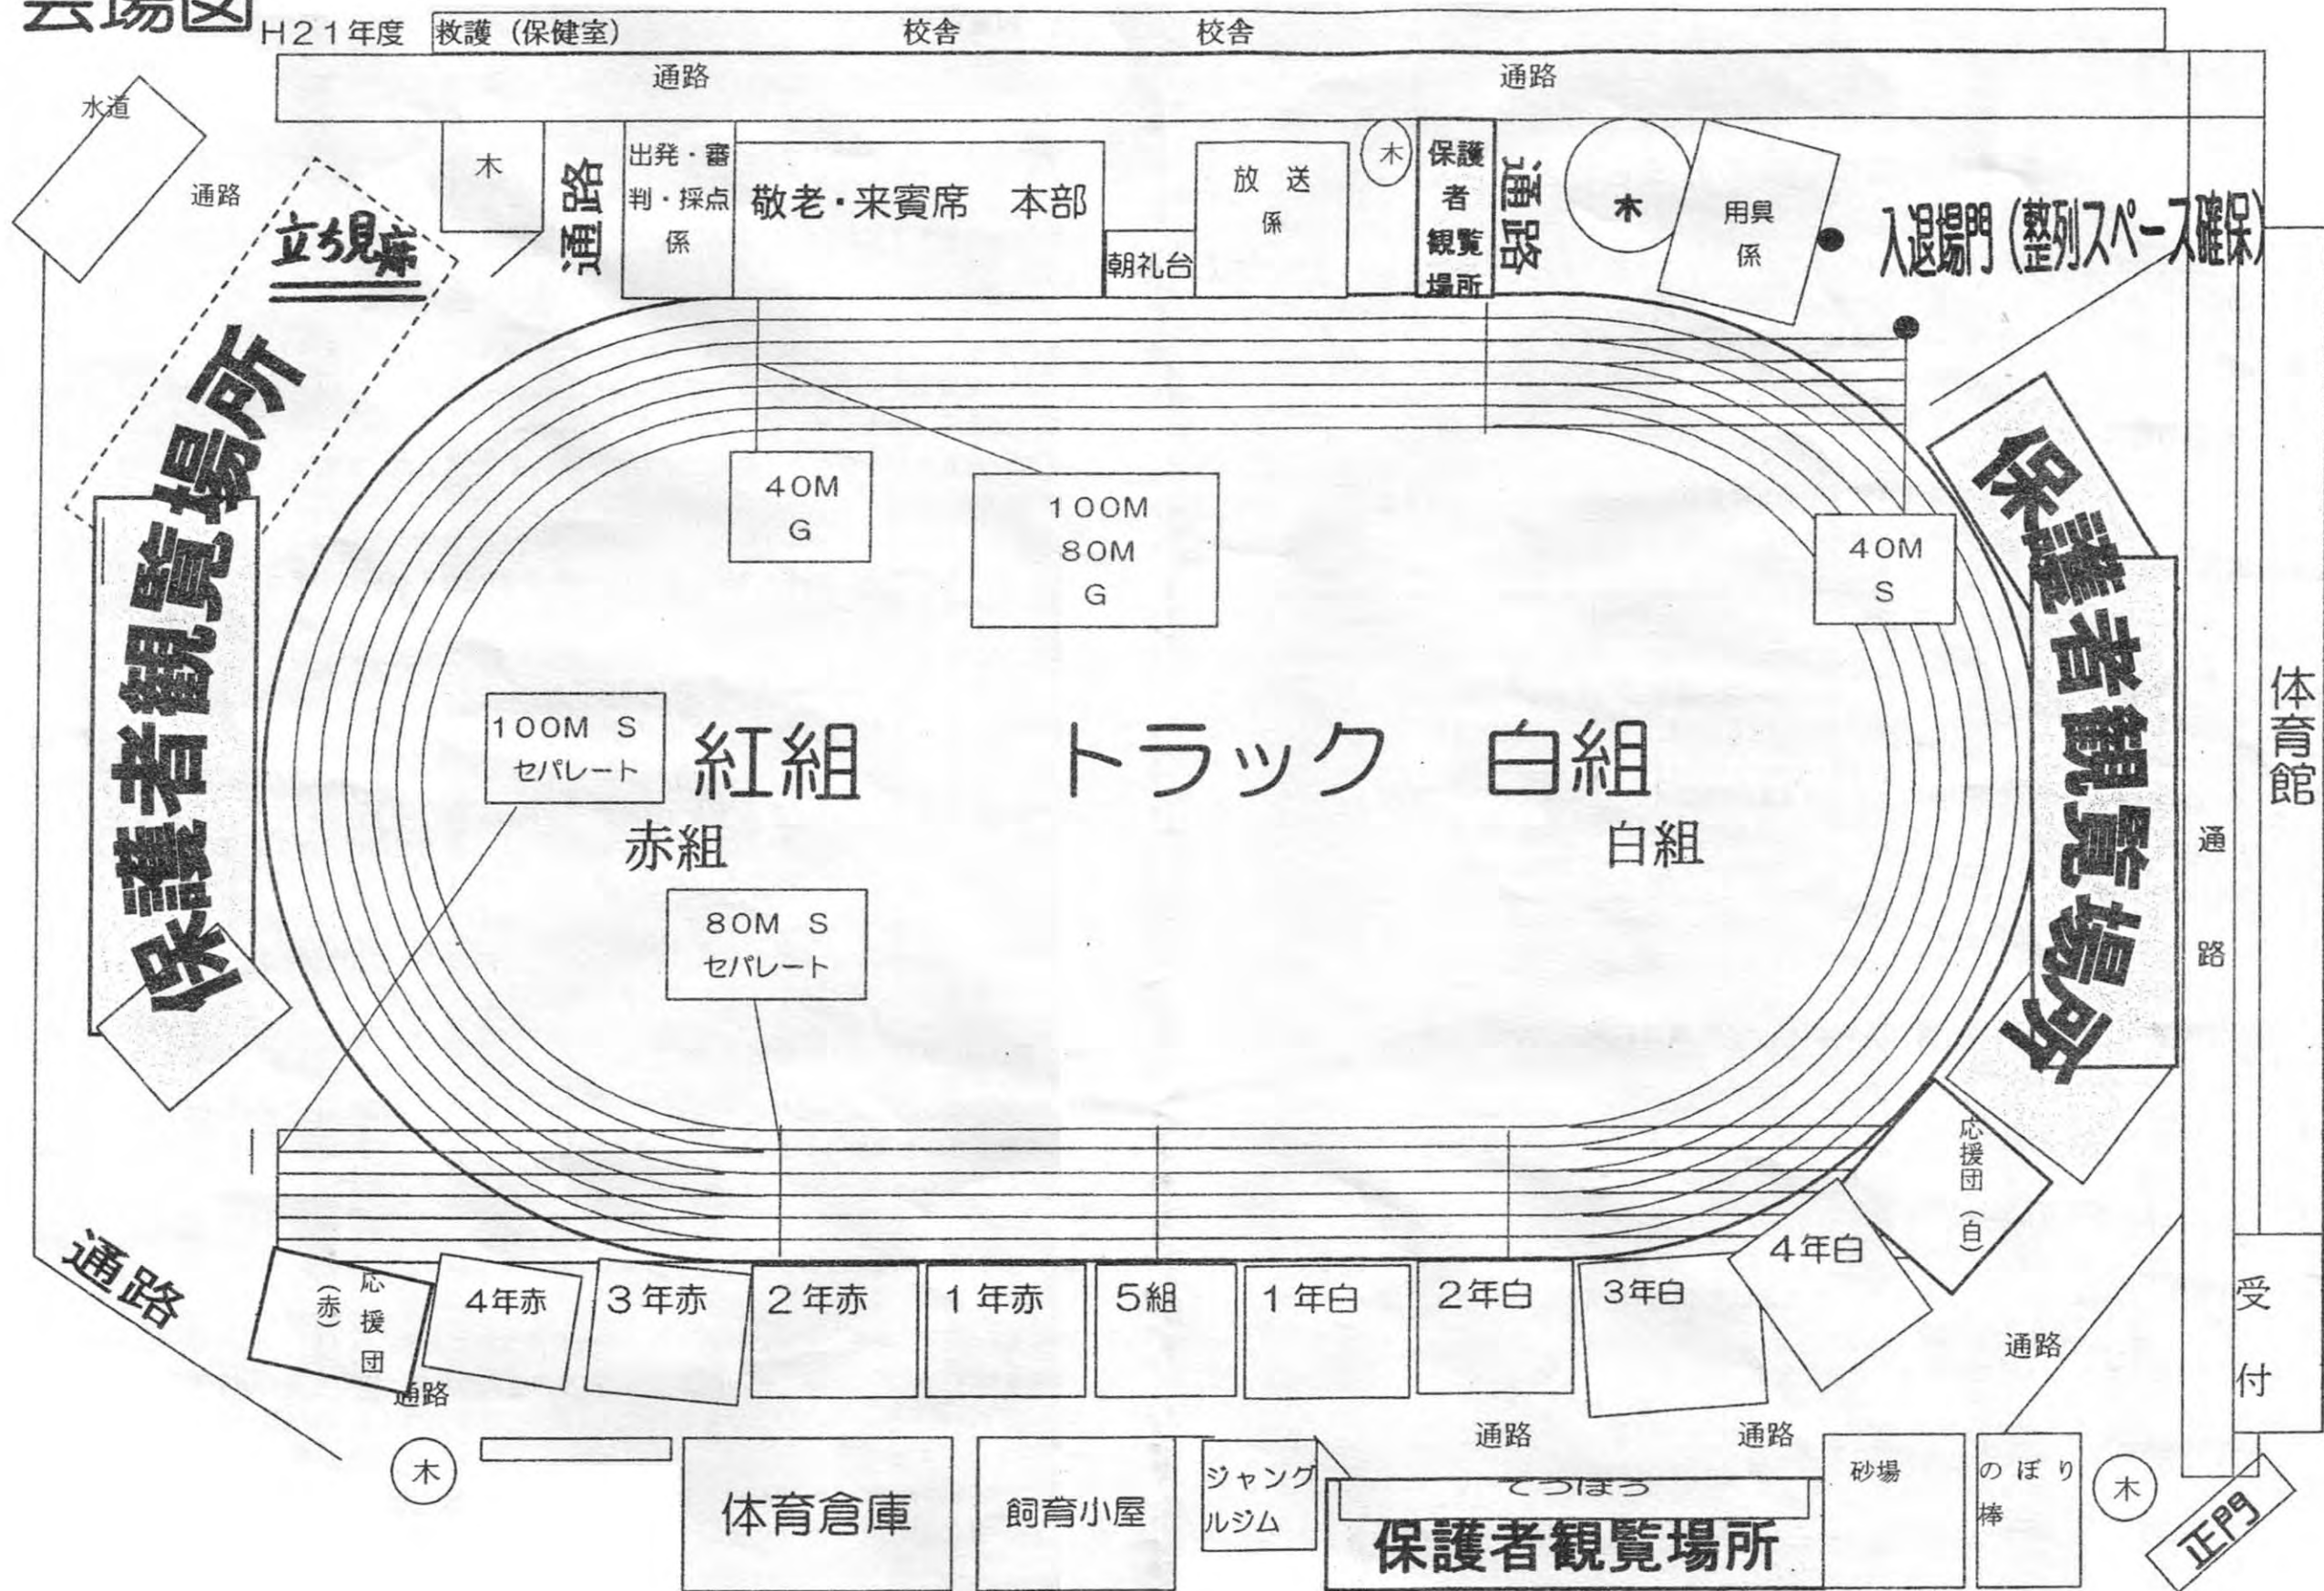 会場図
H21年度
救護（保健室）
校舎
校舎
通路
通路
水道
通路
立ち見席
木
通路
出発・審
判・採点
係
敬老・来賓席　本部
朝礼台
放　送
係
木
保護
者
観覧
場所
通路
木
用具
係
入退場門（整列スペース確保）
保護者観覧場所
40M
G
100M
80M
G
40M
S
保護者観覧場所
体育館
通路
100M　S
セパレート
紅組
トラック
白組
赤組
白組
80M　S
セパレート
応援団（白）
通路
応援団
（赤）
4年赤
3年赤
2年赤
1年赤
5組
1年白
2年白
3年白
4年白
通路
受付
通路
通路
通路
木
体育倉庫
飼育小屋
ジャング
ルジム
てつぼう
保護者観覧場所
砂場
のぼり
棒
木
正門